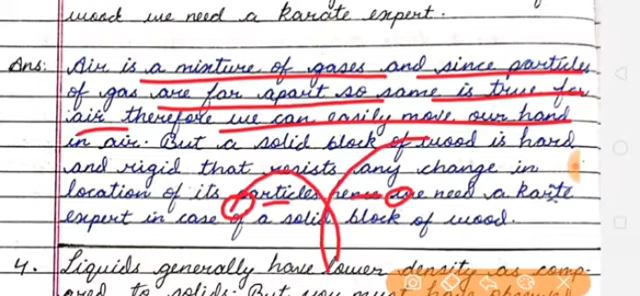 wood we need a karate expert.
Ans: Air is a mixture of gases and since particles
of gas are far apart so same is true for
air therefore we can easily move our hand
in air. But a solid block of wood is hard
and rigid that resists any change in
location of its particles hence we need a karate
expert in case of a solid block of wood.
4. Liquids generally have lower density as comp-
ared to solids. But you must have observed